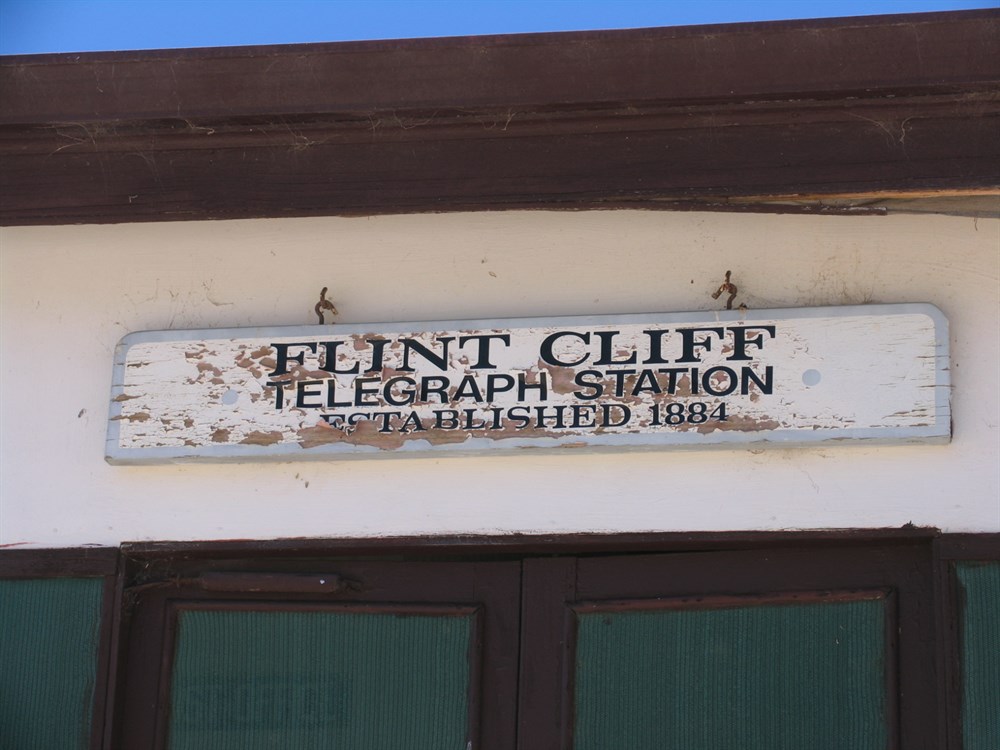 FLINT CLIFF
TELEGRAPH STATION
ESTABLISHED 1884